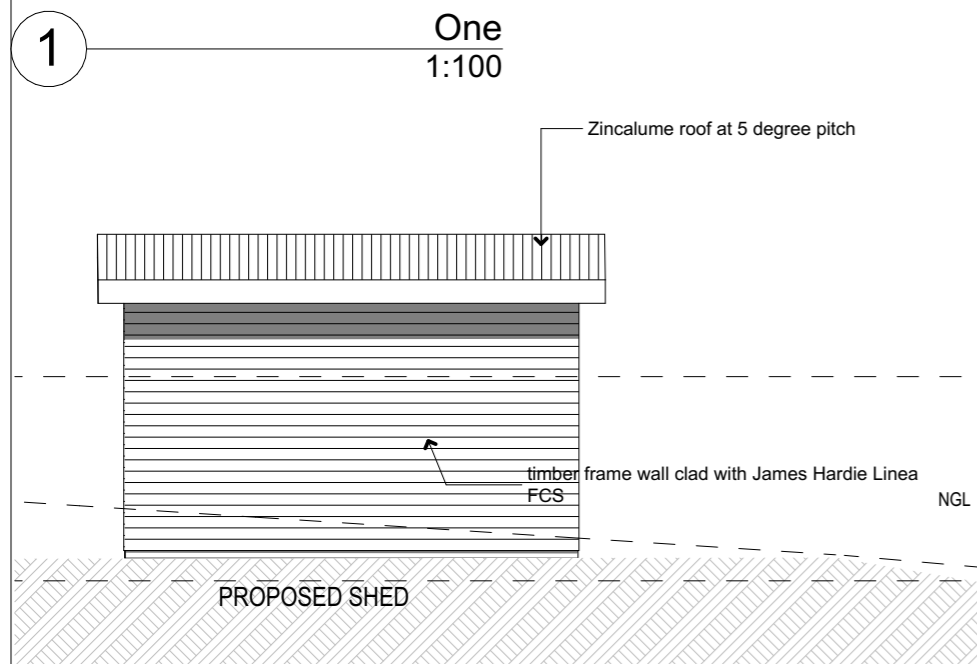 1
One
1:100
Zincalume roof at 5 degree pitch
timber frame wall clad with James Hardie Linea
FCS
NGL
PROPOSED SHED